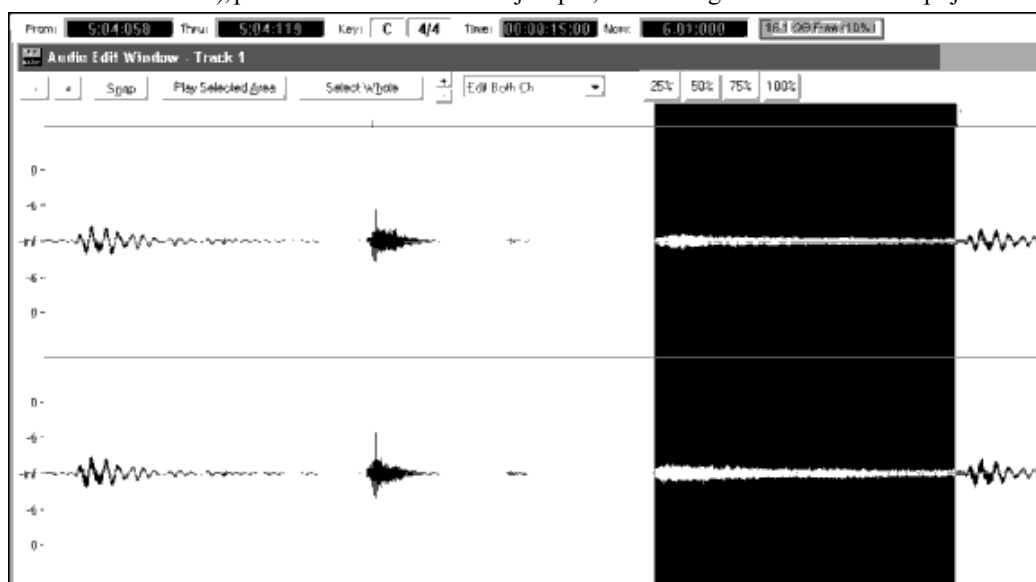 From: 5:04:058 Thru: 5:04:119 Key: C 4/4 Time: 00:00:15:00 Now: 6:01:000
Audio Edit Window - Track 1
Snap Play Selected Area Select Whole + - Edit Both Ch 25% 50% 75% 100%
0 -
-6 -
-inf
-6 -
0 -
0 -
-6 -
-inf
-6 -
0 -